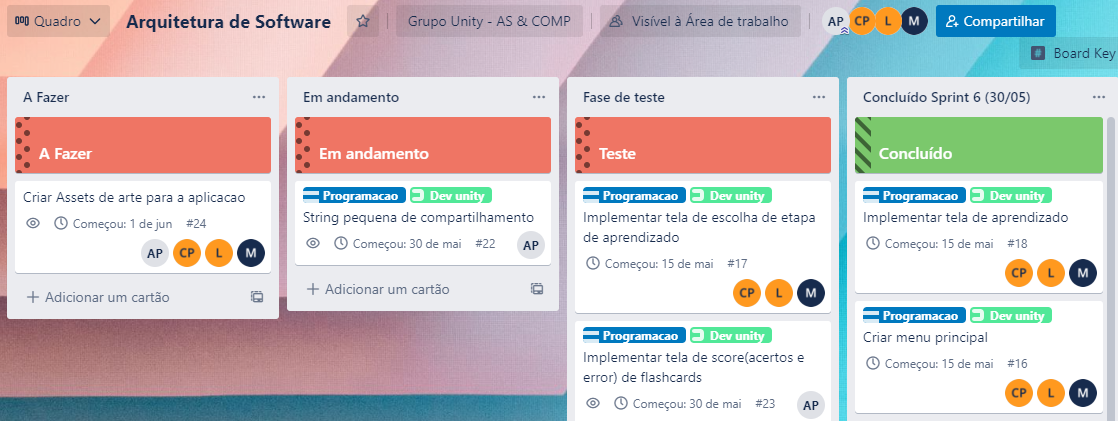 Quadro
Arquitetura de Software
Grupo Unity - AS & COMP
Visível à Área de trabalho
AP
CP
L
M
Compartilhar
# Board Key
A Fazer
A Fazer
Criar Assets de arte para a aplicacao
Começou: 1 de jun #24
AP CP L M
+ Adicionar um cartão
Em andamento
Em andamento
Programacao Dev unity
String pequena de compartilhamento
Começou: 30 de mai #22
AP
+ Adicionar um cartão
Fase de teste
Teste
Programacao Dev unity
Implementar tela de escolha de etapa
de aprendizado
Começou: 15 de mai #17
CP L M
Programacao Dev unity
Implementar tela de score(acertos e
error) de flashcards
Começou: 30 de mai #23
AP
Concluído Sprint 6 (30/05)
Concluído
Programacao Dev unity
Implementar tela de aprendizado
Começou: 15 de mai #18
CP L M
Programacao Dev unity
Criar menu principal
Começou: 15 de mai #16
CP L M